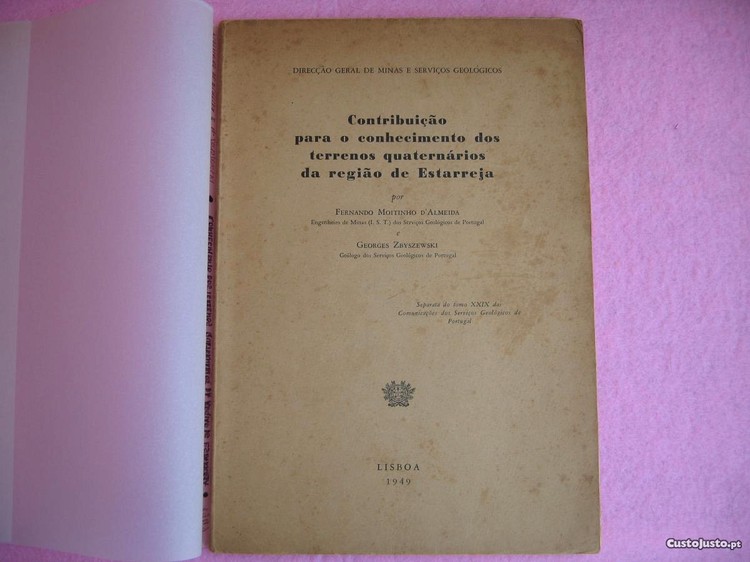 DIRECÇÃO GERAL DE MINAS E SERVIÇOS GEOLÓGICOS
Contribuição
para o conhecimento dos
terrenos quaternários
da região de Estarreja
por
FERNANDO MOITINHO D'ALMEIDA
Engenheiro de Minas (I. S. T.) dos Serviços Geológicos de Portugal
e
GEORGES ZBYSZEWSKI
Geólogo dos Serviços Geológicos de Portugal
Separata do tomo XXIX das
Comunicações dos Serviços Geológicos de
Portugal
LISBOA
1949
CustoJusto.pt